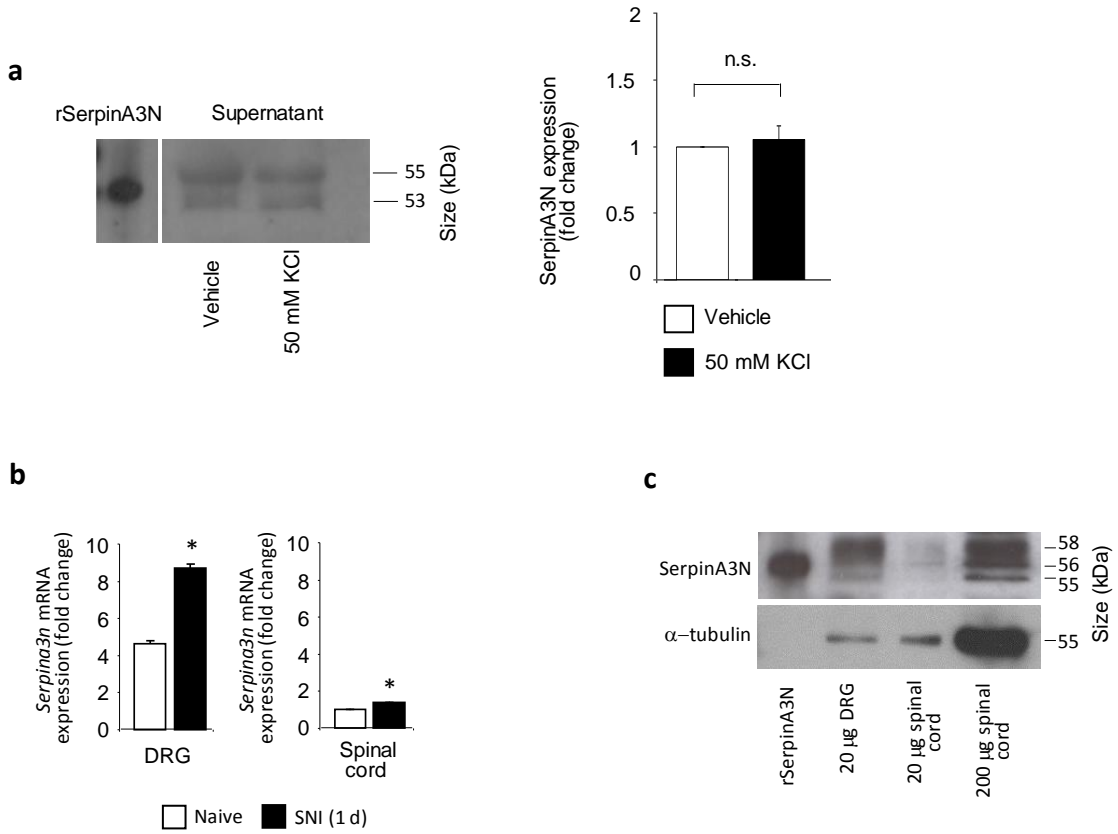 a
rSerpinA3N
Supernatant
55
53
Size (kDa)
Vehicle
50 mM KCl
SerpinA3N expression
(fold change)
2
1.5
1
0.5
0
n.s.
Vehicle
50 mM KCl
b
Serpina3n mRNA
expression (fold change)
10
8
6
4
2
0
*
DRG
Serpina3n mRNA
expression (fold change)
10
8
6
4
2
0
*
Spinal
cord
Naive
SNI (1 d)
c
SerpinA3N
58
56
55
α−tubulin
55
Size (kDa)
rSerpinA3N
20 µg DRG
20 µg spinal
cord
200 µg spinal
cord